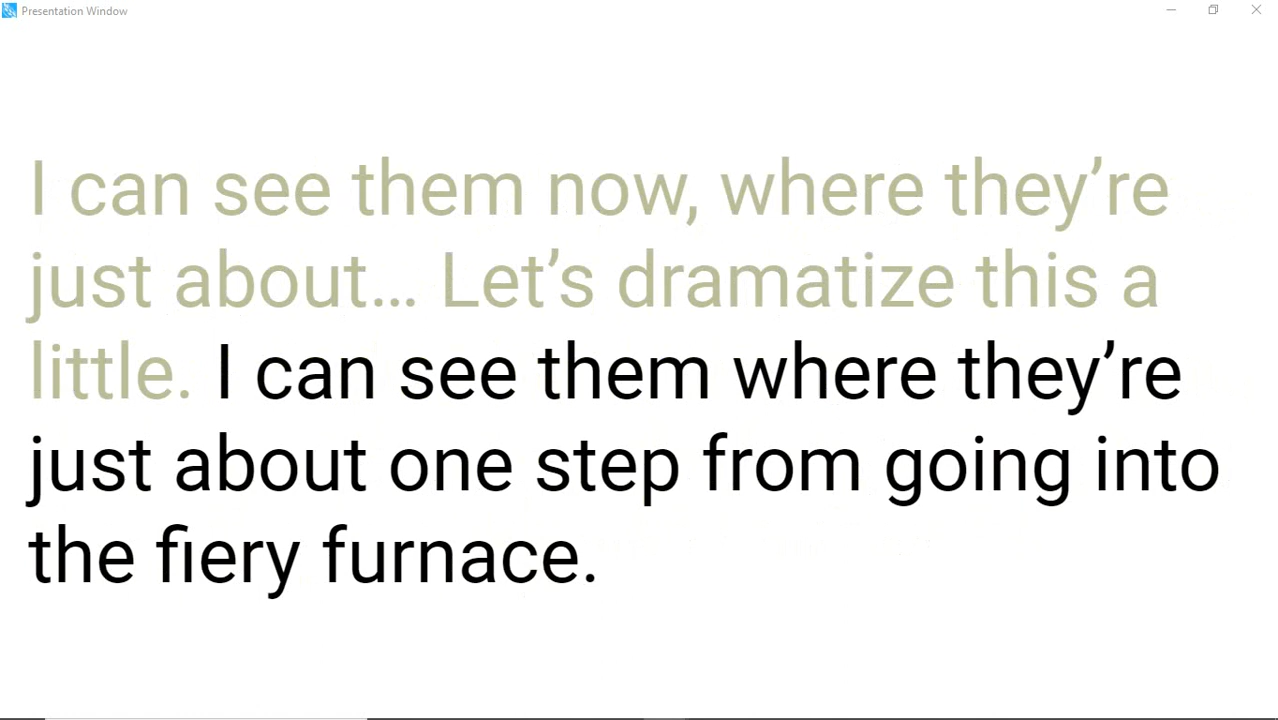 Presentation Window
I can see them now, where they’re
just about… Let’s dramatize this a
little. I can see them where they’re
just about one step from going into
the fiery furnace.